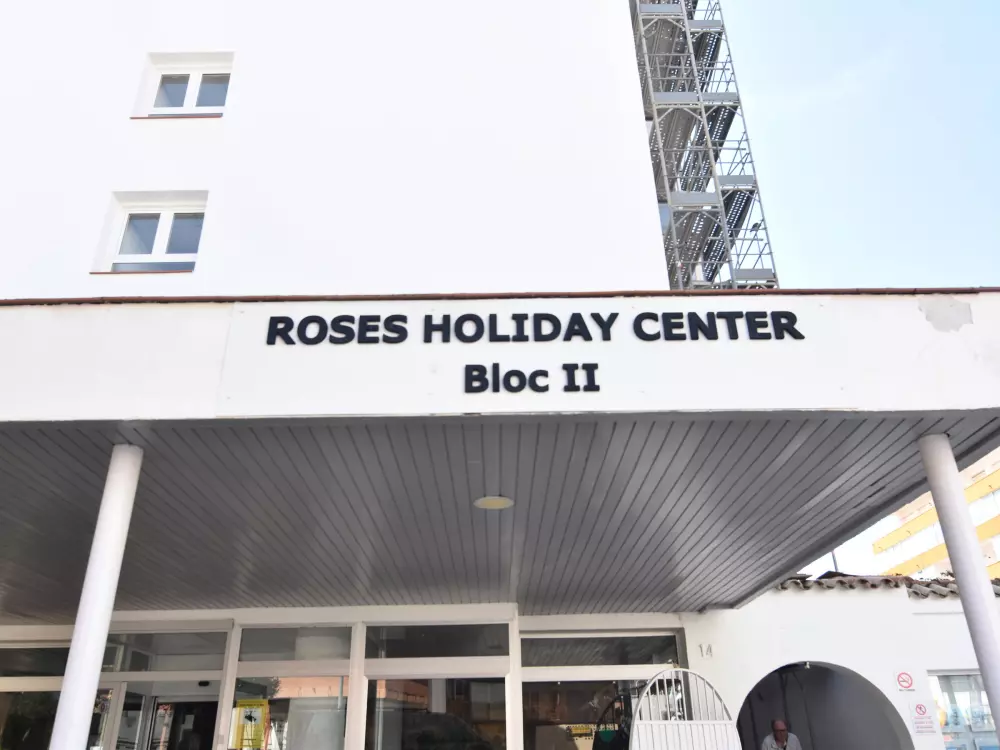 ROSES HOLIDAY CENTER
Bloc II
14